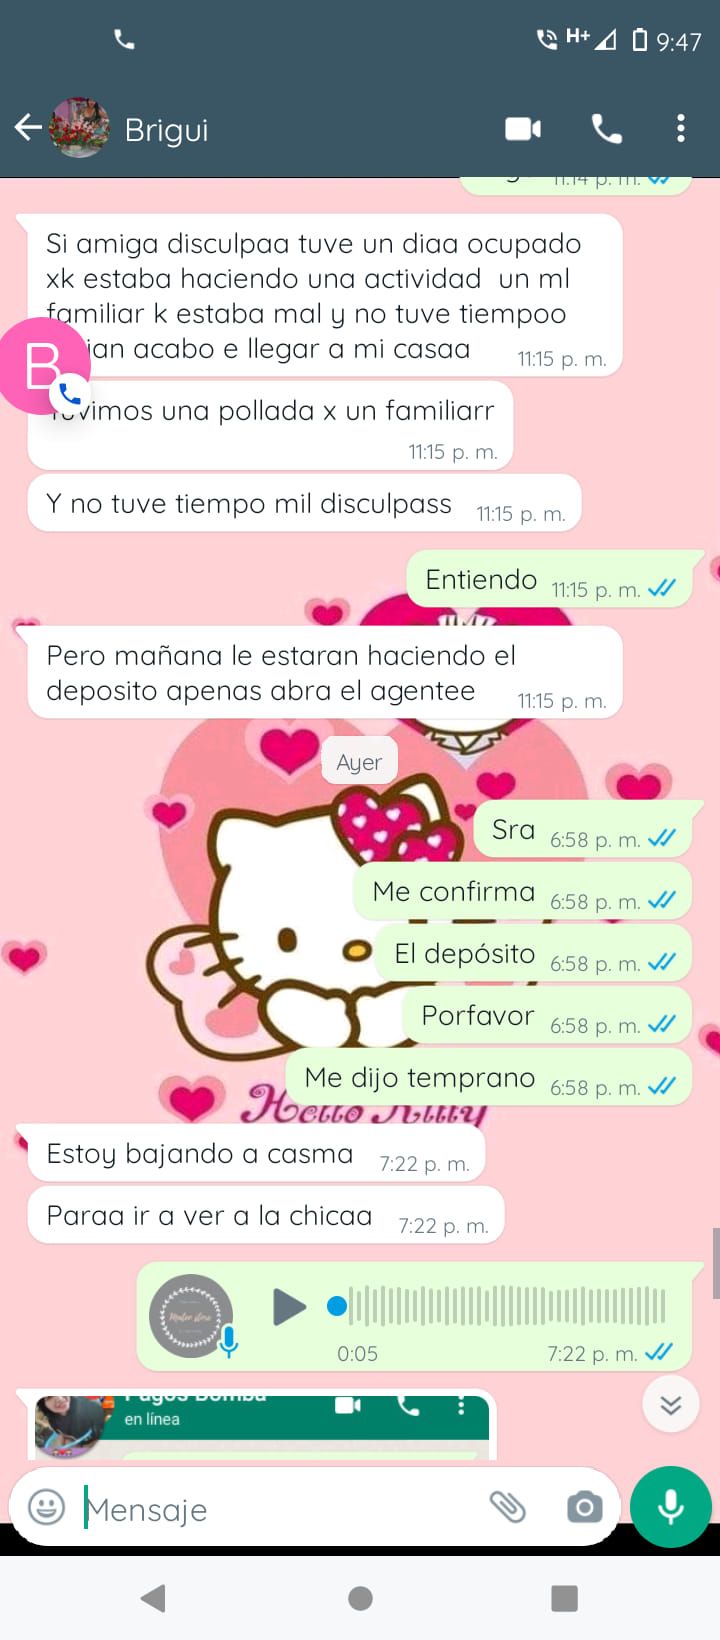 H+ 9:47
Brigui
11:14 p. m.
Si amiga disculpaa tuve un diaa ocupado
xk estaba haciendo una actividad un ml
familiar k estaba mal y no tuve tiempoo
ian acabo e llegar a mi casaa 11:15 p. m.
B
vimos una pollada x un familiarr
11:15 p. m.
Y no tuve tiempo mil disculpass 11:15 p. m.
Entiendo 11:15 p. m.
Pero mañana le estaran haciendo el
deposito apenas abra el agentee 11:15 p. m.
Ayer
Sra 6:58 p. m.
Me confirma 6:58 p. m.
El depósito 6:58 p. m.
Porfavor 6:58 p. m.
Me dijo temprano 6:58 p. m.
Hello Kitty
Estoy bajando a casma 7:22 p. m.
Paraa ir a ver a la chicaa 7:22 p. m.
0:05 7:22 p. m.
en línea
Mensaje